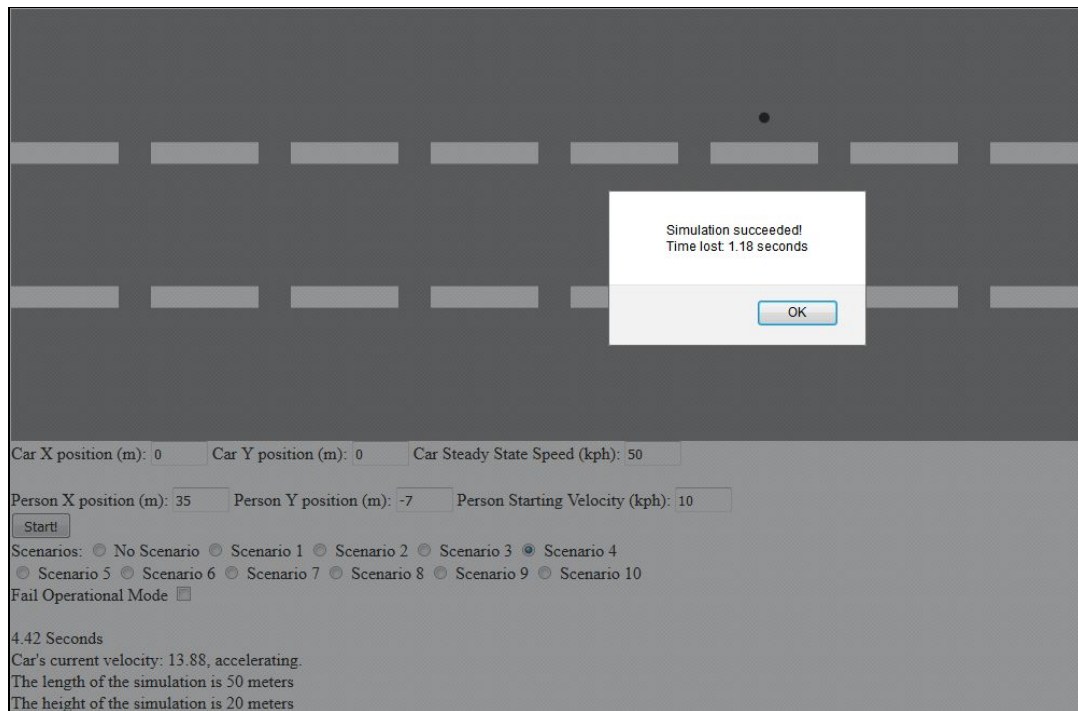 Simulation succeeded!
Time lost: 1.18 seconds
OK
Car X position (m): 0 Car Y position (m): 0 Car Steady State Speed (kph): 50
Person X position (m): 35 Person Y position (m): -7 Person Starting Velocity (kph): 10
Start!
Scenarios: No Scenario Scenario 1 Scenario 2 Scenario 3 Scenario 4
Scenario 5 Scenario 6 Scenario 7 Scenario 8 Scenario 9 Scenario 10
Fail Operational Mode
4.42 Seconds
Car's current velocity: 13.88, accelerating.
The length of the simulation is 50 meters
The height of the simulation is 20 meters